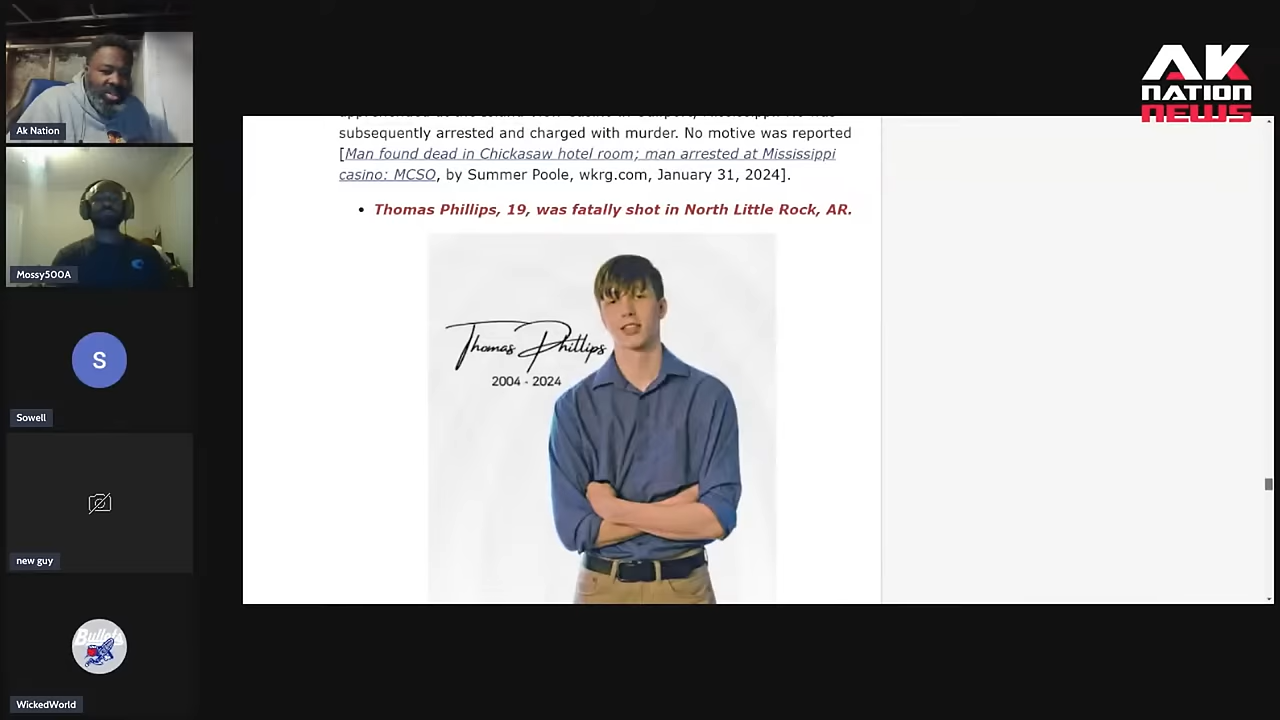 AK
NATION
NEWS
Ak Nation
Mossy500A
S
Sowell
new guy
Bullets
WickedWorld
subsequently arrested and charged with murder. No motive was reported
[Man found dead in Chickasaw hotel room; man arrested at Mississippi
casino: MCSO, by Summer Poole, wkrg.com, January 31, 2024].
• Thomas Phillips, 19, was fatally shot in North Little Rock, AR.
Thomas Phillips
2004 - 2024